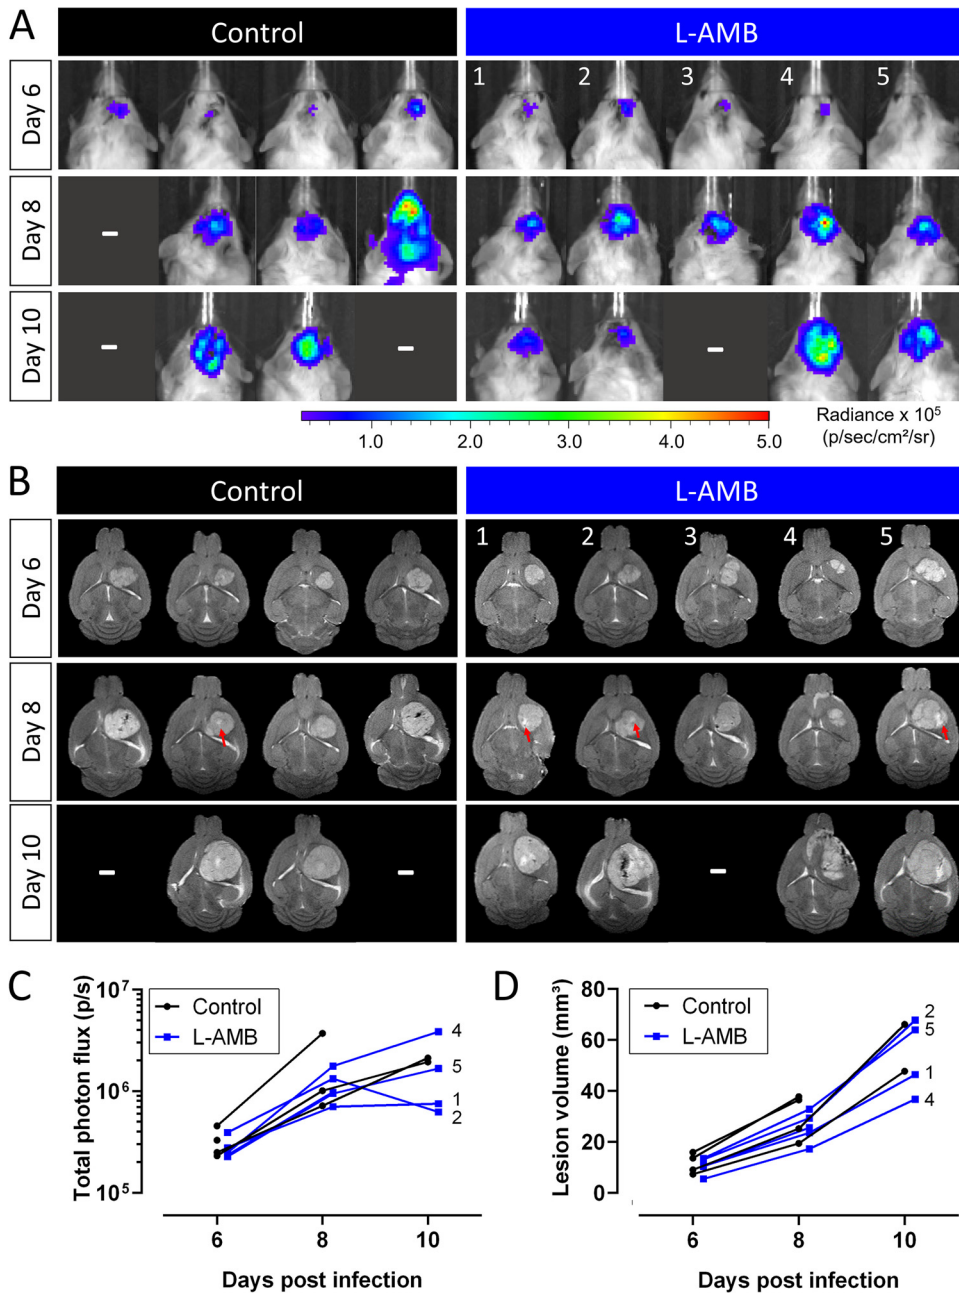 A
Control
L-AMB
Day 6
1 2 3 4 5
Day 8
Day 10
1.0 2.0 3.0 4.0 5.0
Radiance x 10⁵
(p/sec/cm²/sr)
B
Control
L-AMB
Day 6
1 2 3 4 5
Day 8
Day 10
C
Total photon flux (p/s)
10⁷
10⁶
10⁵
Control
L-AMB
4
5
1
2
6 8 10
Days post infection
D
Lesion volume (mm³)
80
60
40
20
0
Control
L-AMB
2
5
1
4
6 8 10
Days post infection